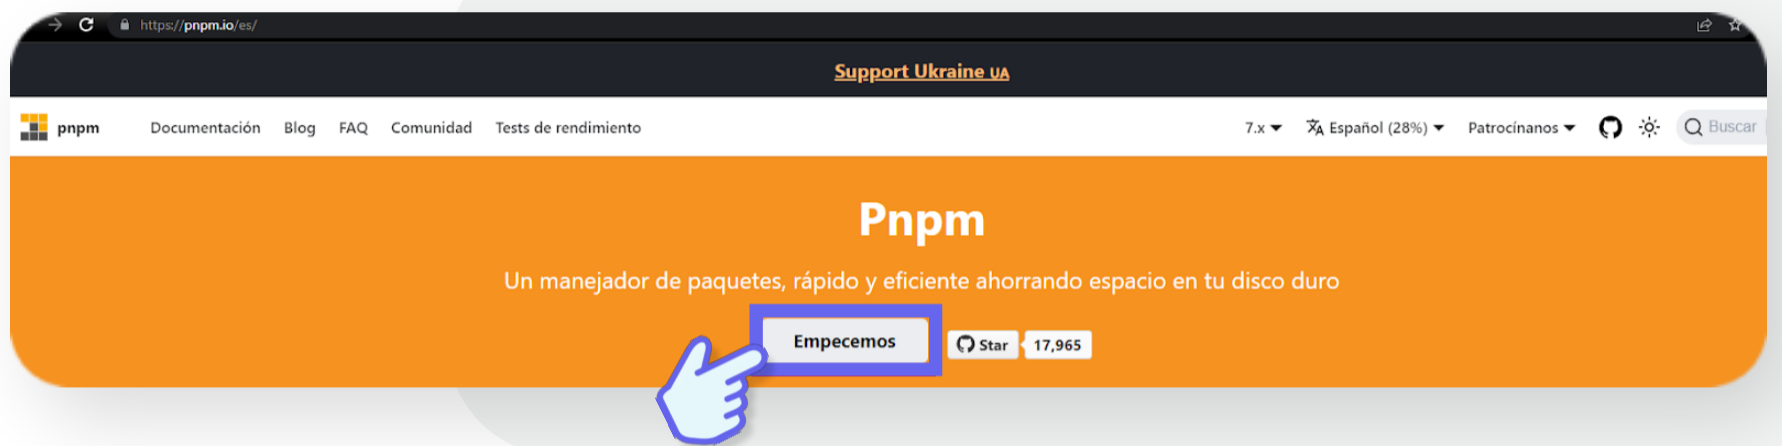 https://pnpm.io/es/
Support Ukraine UA
pnpm Documentación Blog FAQ Comunidad Tests de rendimiento 7.x Español (28%) Patrocínanos Buscar
Pnpm
Un manejador de paquetes, rápido y eficiente ahorrando espacio en tu disco duro
Empecemos Star 17,965